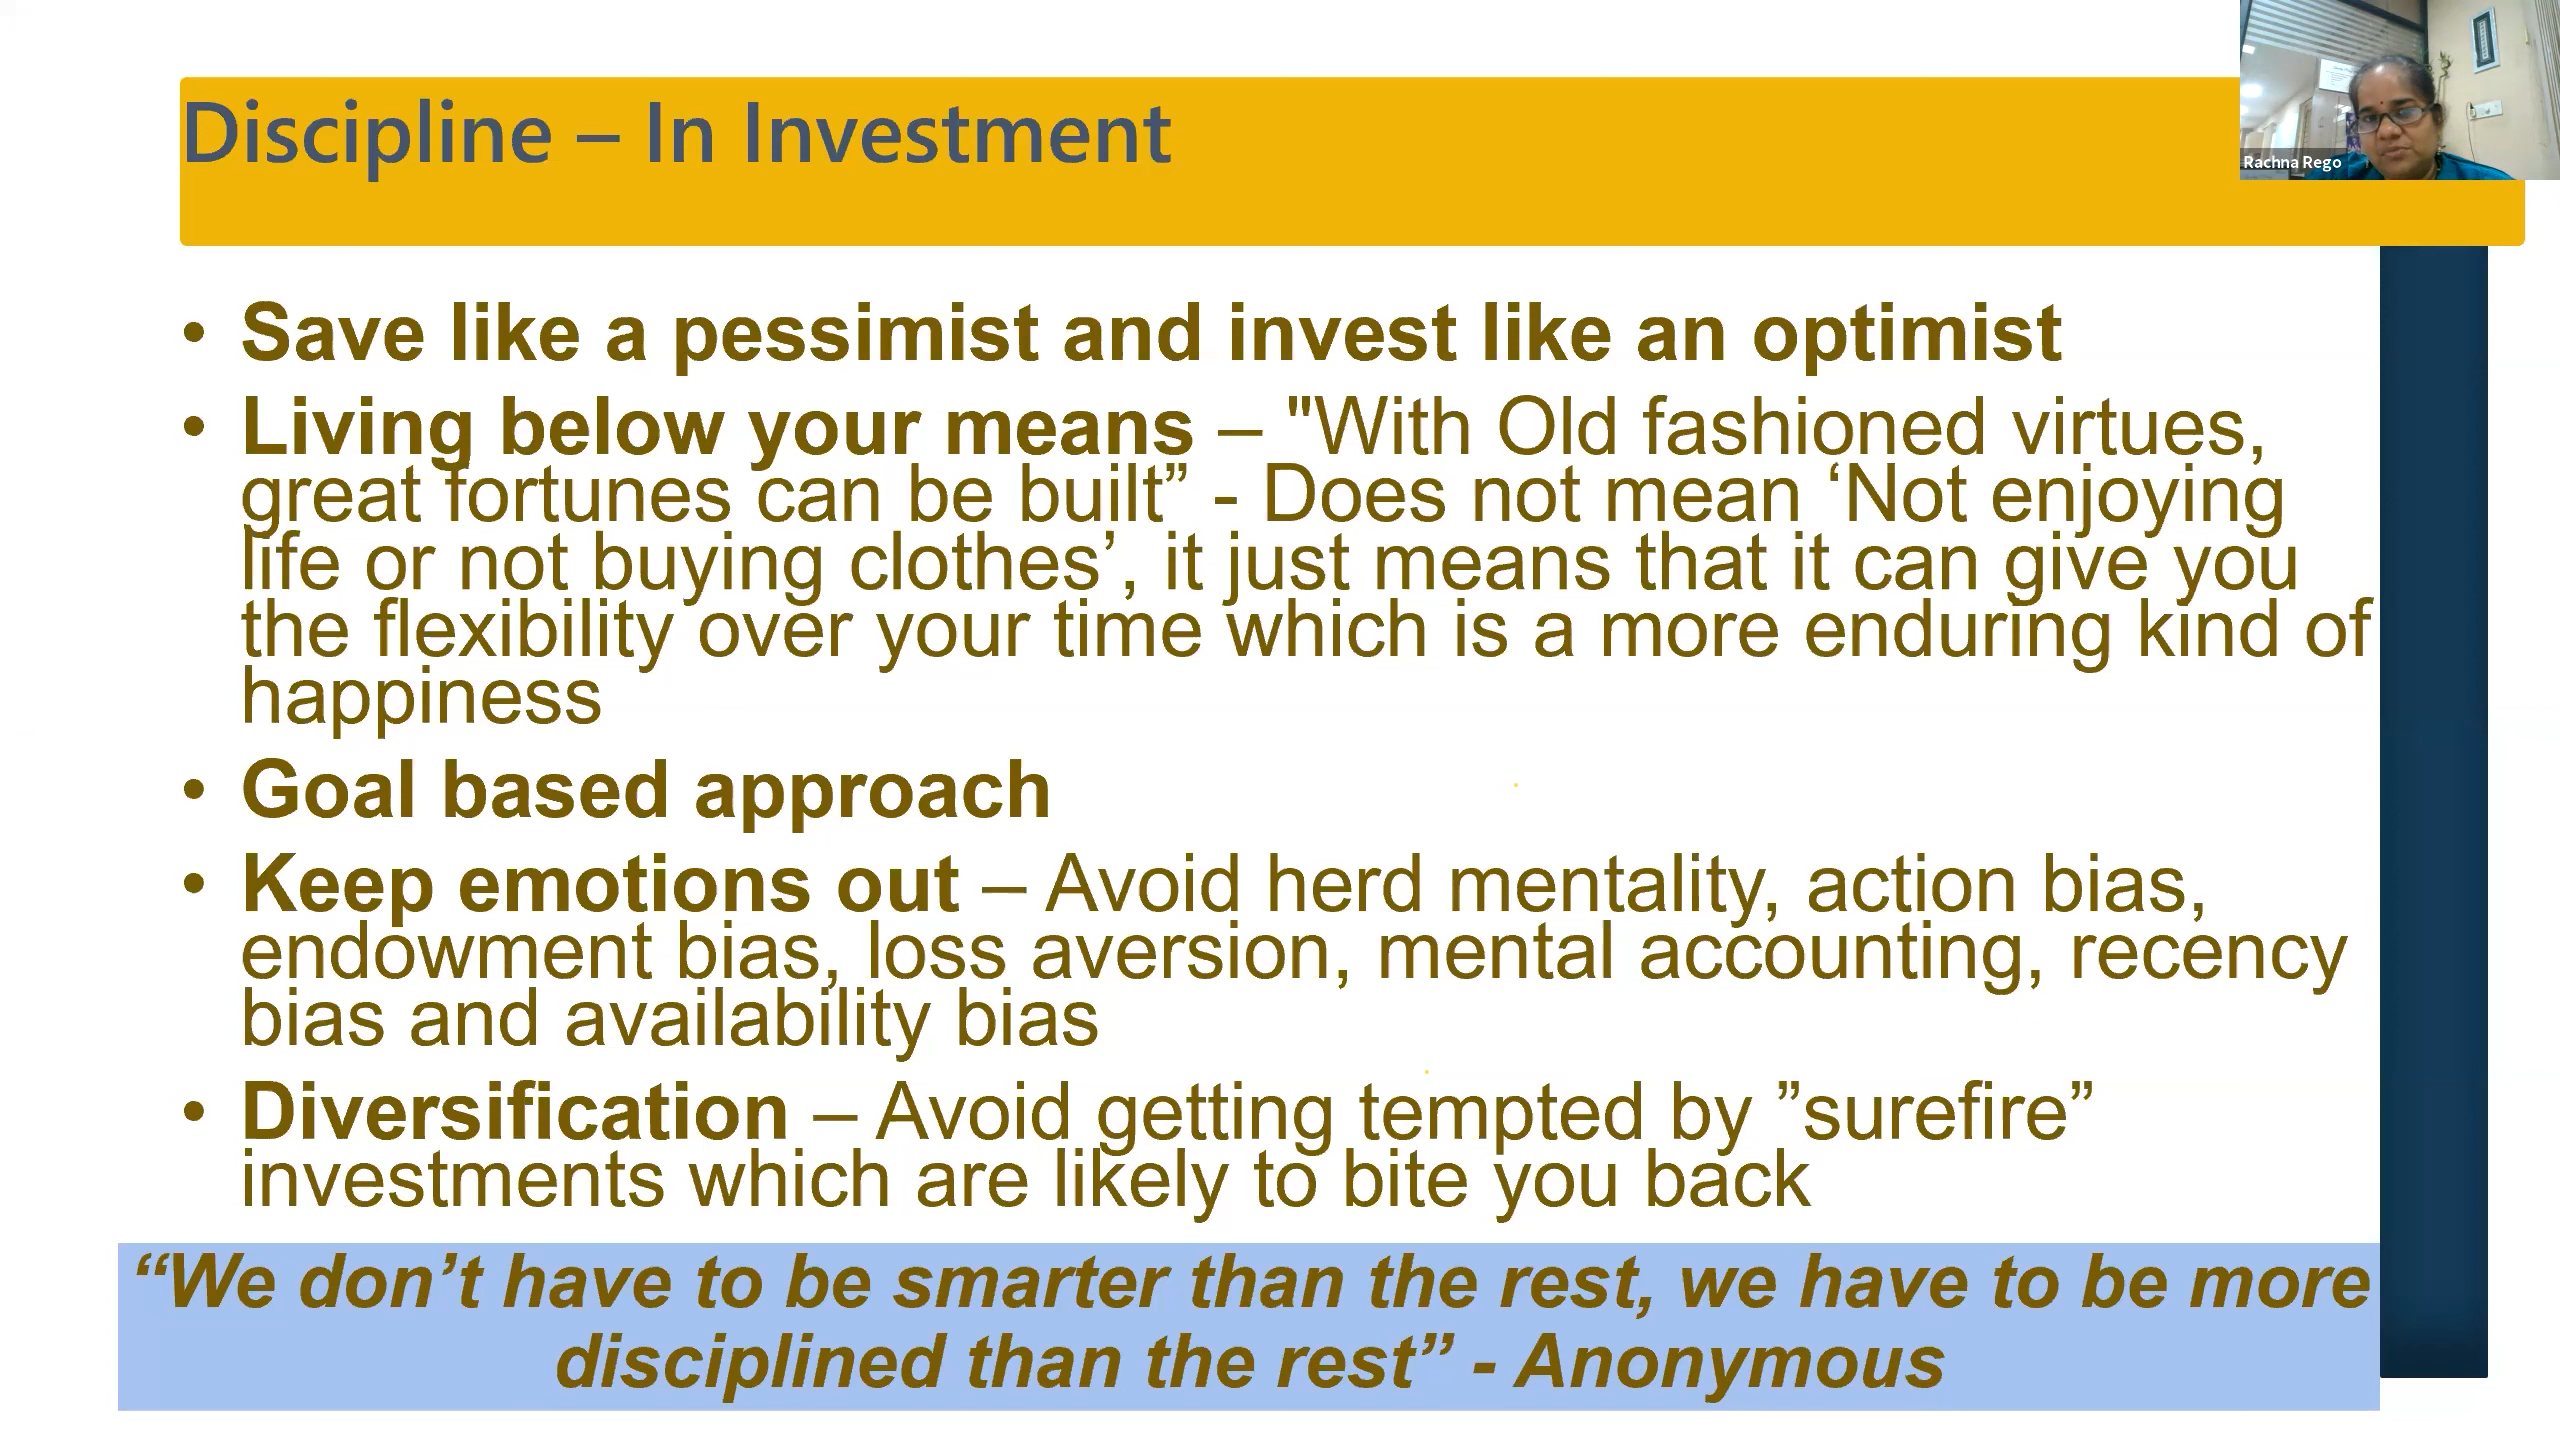 Discipline – In Investment
Rachna Rego
• Save like a pessimist and invest like an optimist
• Living below your means – "With Old fashioned virtues,
great fortunes can be built” - Does not mean ‘Not enjoying
life or not buying clothes’, it just means that it can give you
the flexibility over your time which is a more enduring kind of
happiness
• Goal based approach
• Keep emotions out – Avoid herd mentality, action bias,
endowment bias, loss aversion, mental accounting, recency
bias and availability bias
• Diversification – Avoid getting tempted by ”surefire”
investments which are likely to bite you back
“We don’t have to be smarter than the rest, we have to be more
disciplined than the rest” - Anonymous